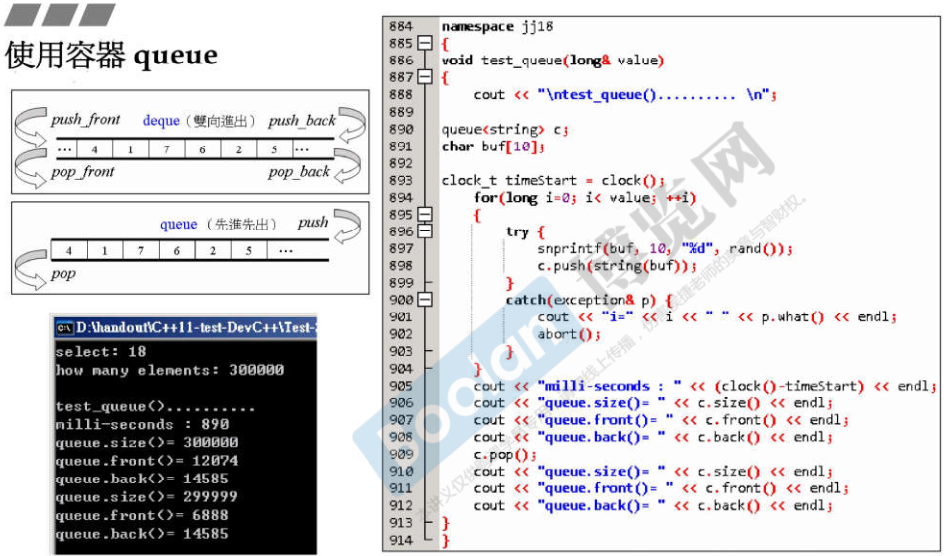 使用容器 queue
push_front deque (雙向進出) push_back
... 4 1 7 6 2 5 ...
pop_front pop_back
queue (先進先出) push
4 1 7 6 2 5 ...
pop
D:\handout\C++11-test-DevC++\Test-
select: 18
how many elements: 300000
test_queue()..........
milli-seconds : 890
queue.size()= 300000
queue.front()= 12074
queue.back()= 14585
queue.size()= 299999
queue.front()= 6888
queue.back()= 14585
884 namespace jj18
885 {
886 void test_queue(long& value)
887 {
888 cout << "\ntest_queue().......... \n";
889
890 queue<string> c;
891 char buf[10];
892
893 clock_t timeStart = clock();
894 for(long i=0; i< value; ++i)
895 {
896 try {
897 snprintf(buf, 10, "%d", rand());
898 c.push(string(buf));
899 }
900 catch(exception& p) {
901 cout << "i=" << i << " " << p.what() << endl;
902 abort();
903 }
904 }
905 cout << "milli-seconds : " << (clock()-timeStart) << endl;
906 cout << "queue.size()= " << c.size() << endl;
907 cout << "queue.front()= " << c.front() << endl;
908 cout << "queue.back()= " << c.back() << endl;
909 c.pop();
910 cout << "queue.size()= " << c.size() << endl;
911 cout << "queue.front()= " << c.front() << endl;
912 cout << "queue.back()= " << c.back() << endl;
913 }
914 }
Boolan 博览网